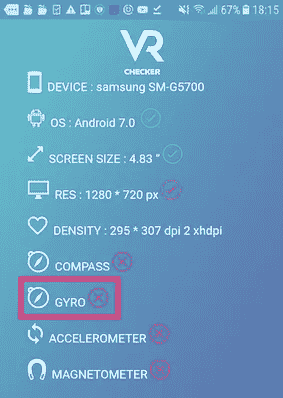 67% 18:15
VR
CHECKER
DEVICE : samsung SM-G5700
OS : Android 7.0
SCREEN SIZE : 4.83 "
RES : 1280 * 720 px
DENSITY : 295 * 307 dpi 2 xhdpi
COMPASS
GYRO
ACCELEROMETER
MAGNETOMETER